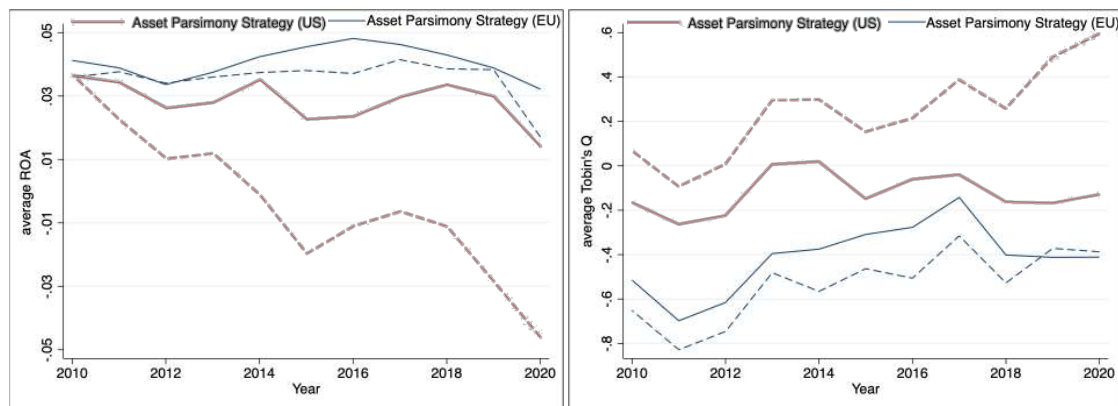 Asset Parsimony Strategy (US) Asset Parsimony Strategy (EU)
.05
.03
.01
-.01
-.03
-.05
average ROA
2010 2012 2014 2016 2018 2020
Year
Asset Parsimony Strategy (US) Asset Parsimony Strategy (EU)
.6
.4
.2
0
-.2
-.4
-.6
-.8
average Tobin's Q
2010 2012 2014 2016 2018 2020
Year